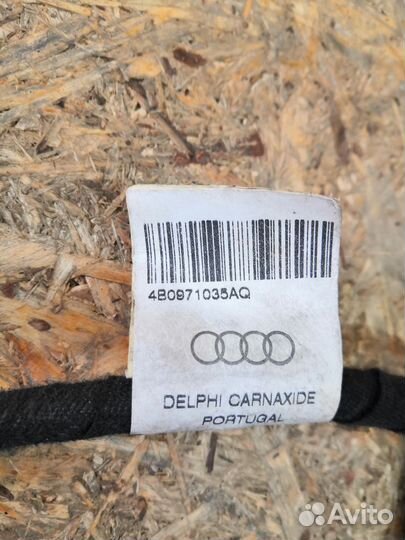 4B0971035AQ
DELPHI CARNAXIDE
PORTUGAL
Avito